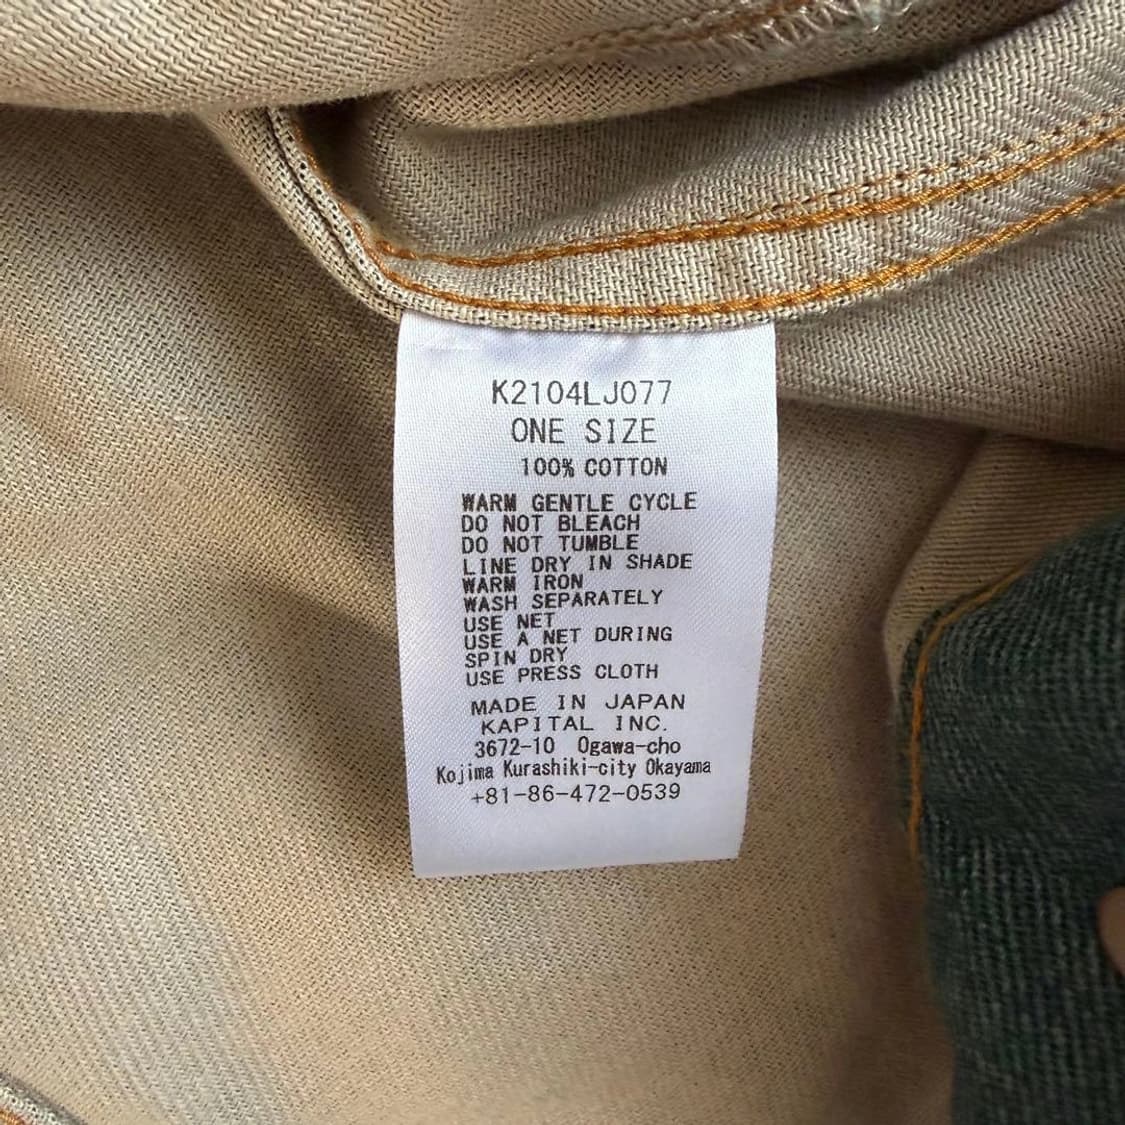 K2104LJ077
ONE SIZE
100% COTTON
WARM GENTLE CYCLE
DO NOT BLEACH
DO NOT TUMBLE
LINE DRY IN SHADE
WARM IRON
WASH SEPARATELY
USE NET
USE A NET DURING
SPIN DRY
USE PRESS CLOTH
MADE IN JAPAN
KAPITAL INC.
3672-10 Ogawa-cho
Kojima Kurashiki-city Okayama
+81-86-472-0539